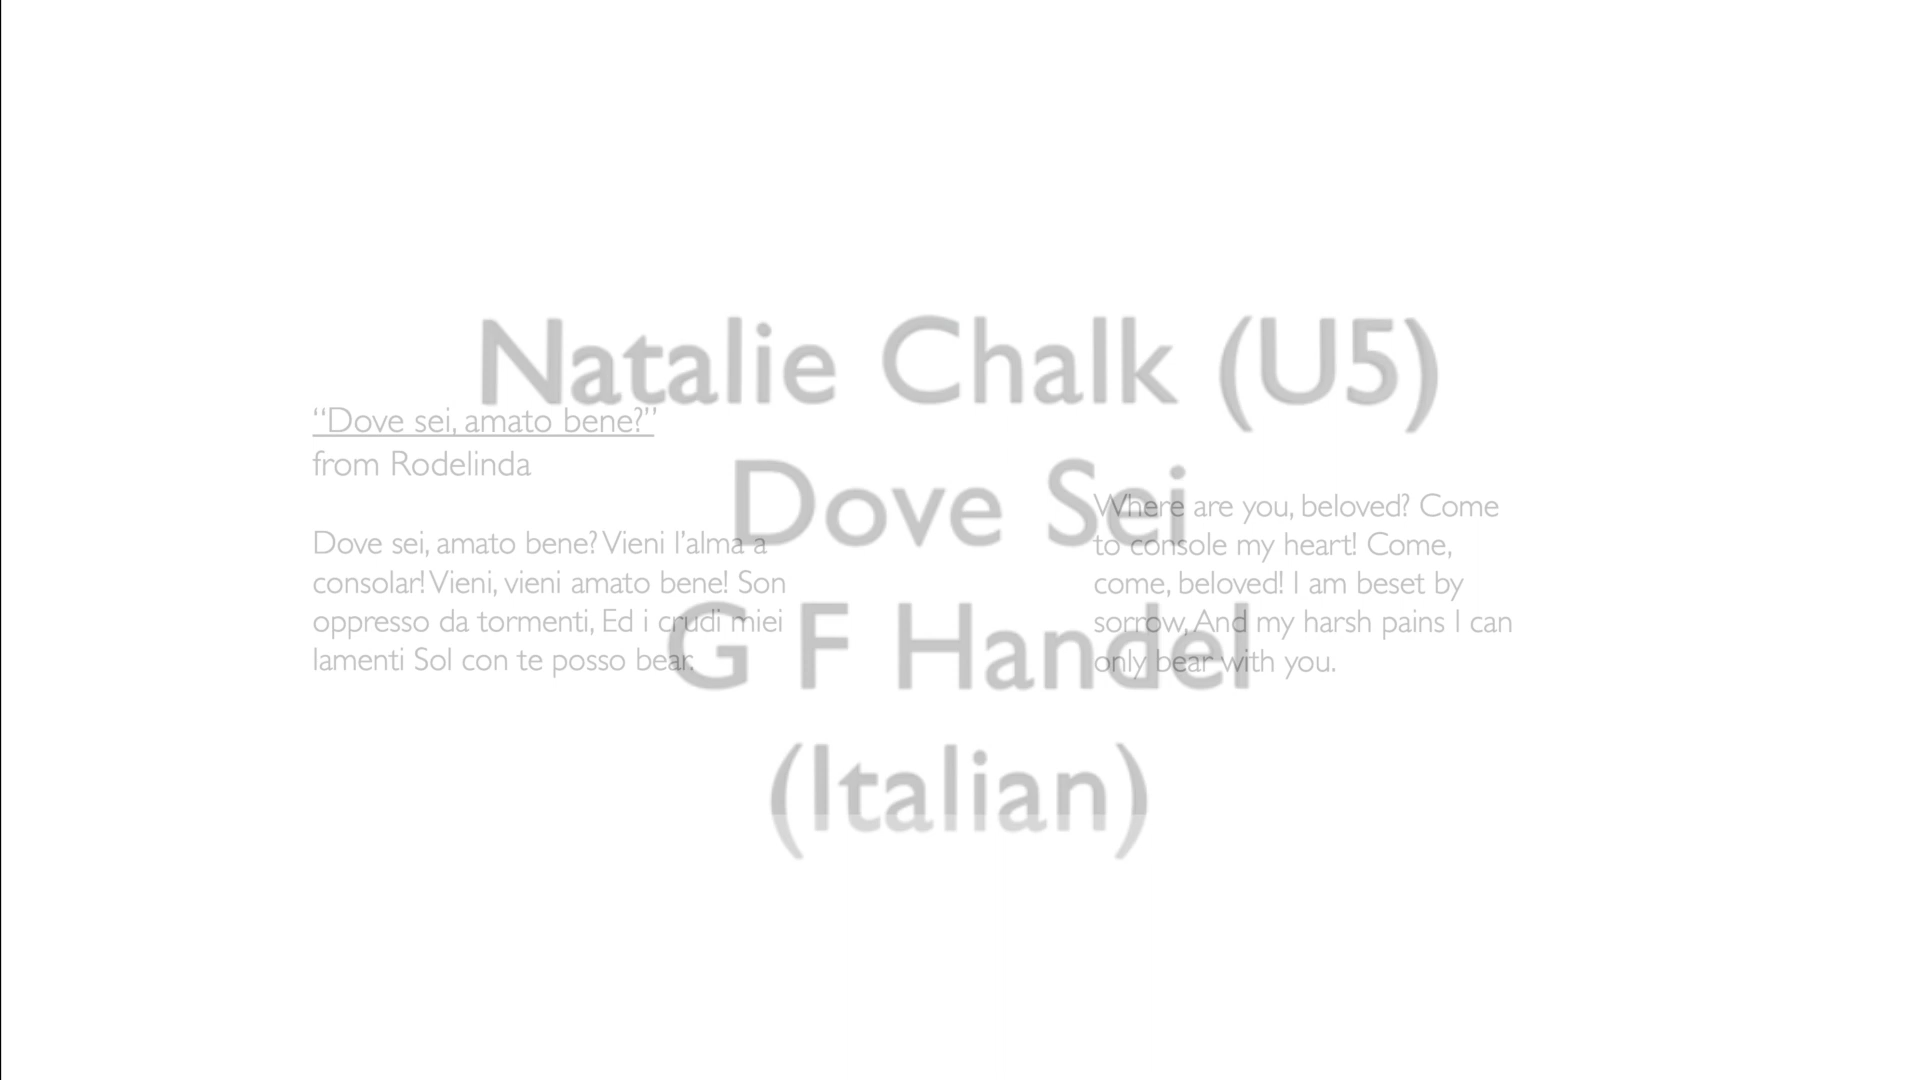 Natalie Chalk (U5)
Dove Sei
G F Handel
(Italian)
“Dove sei, amato bene?”
from Rodelinda
Dove sei, amato bene? Vieni l’alma a
consolar! Vieni, vieni amato bene! Son
oppresso da tormenti, Ed i crudi miei
lamenti Sol con te posso bear.
Where are you, beloved? Come
to console my heart! Come,
come, beloved! I am beset by
sorrow, And my harsh pains I can
only bear with you.